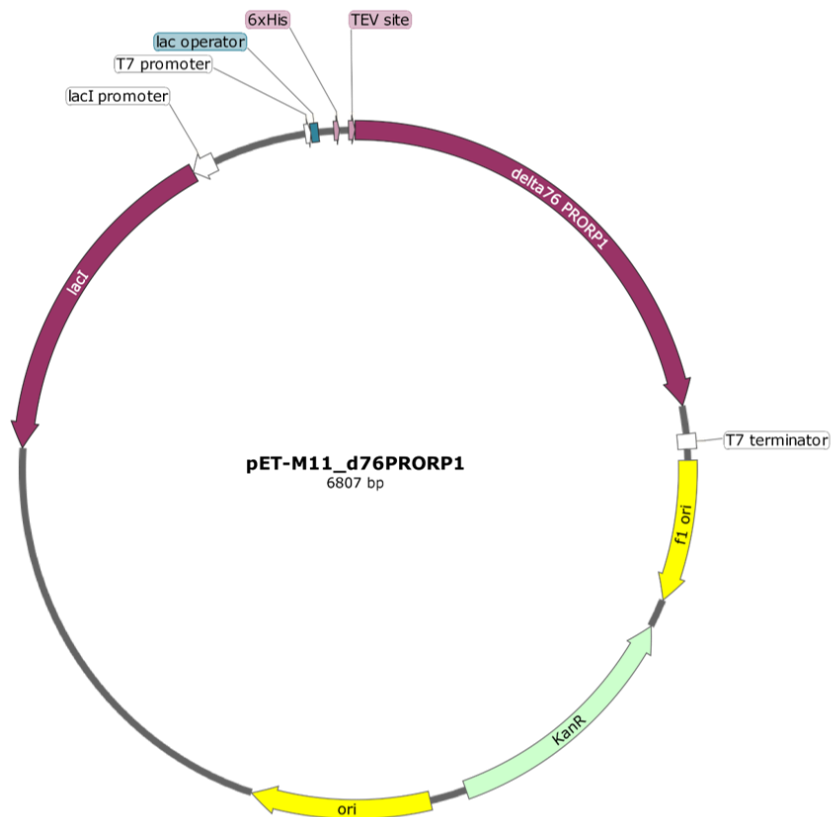 6xHis
TEV site
lac operator
T7 promoter
lacI promoter
delta76 PRORP1
lacI
T7 terminator
pET-M11_d76PRORP1
6807 bp
f1 ori
KanR
ori